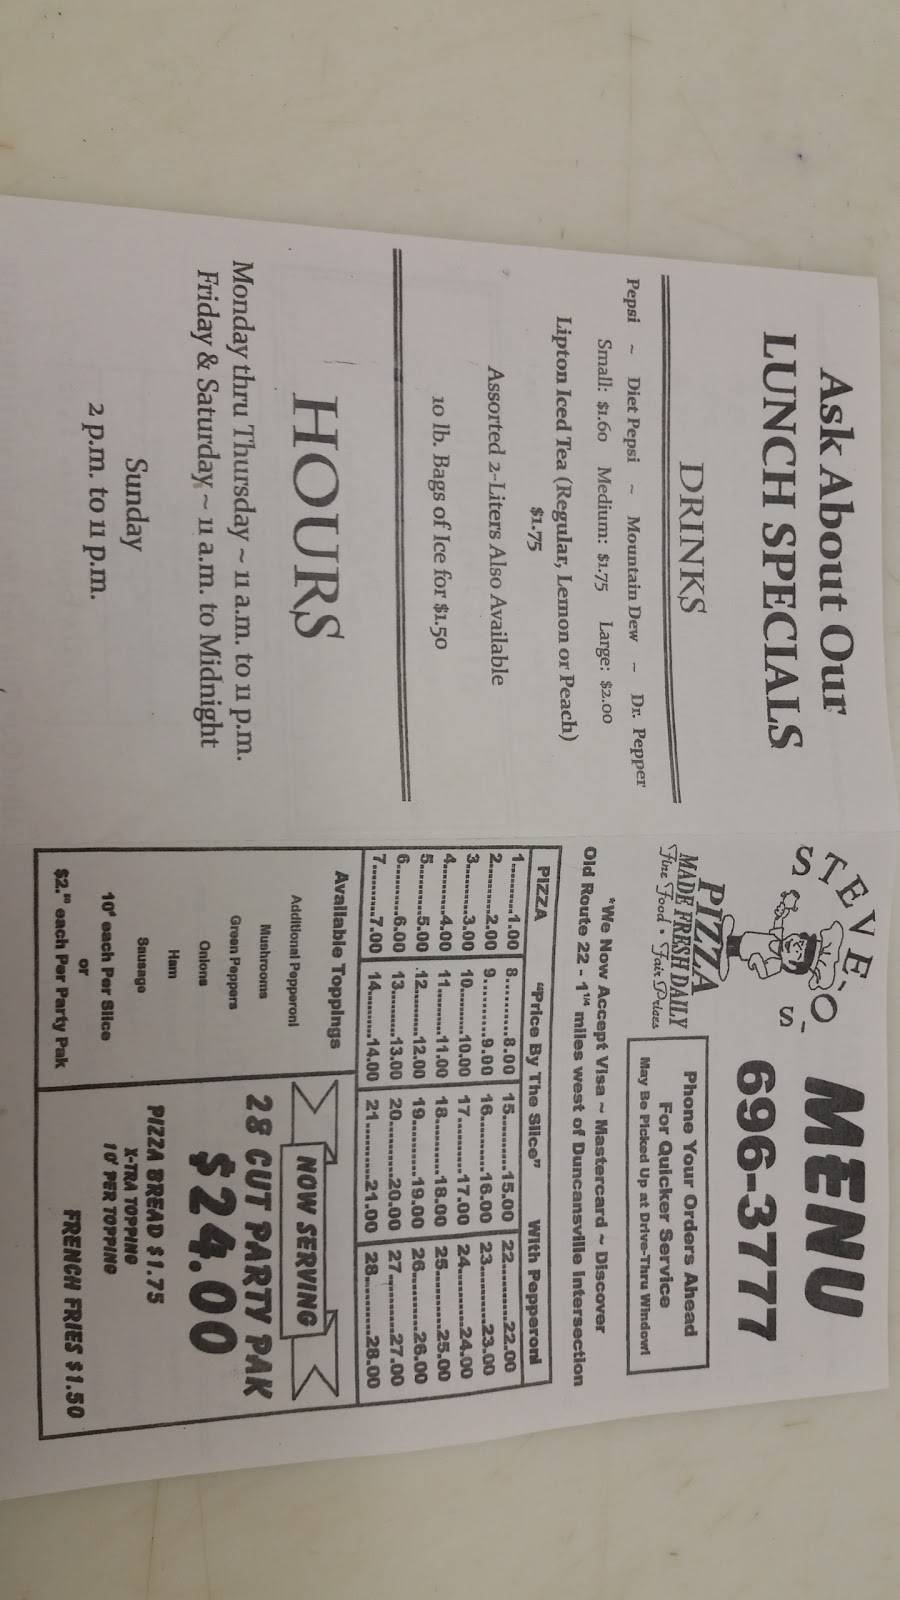 Ask About Our
LUNCH SPECIALS
DRINKS
Pepsi ~ Diet Pepsi ~ Mountain Dew ~ Dr. Pepper
Small: $1.60 Medium: $1.75 Large: $2.00
Lipton Iced Tea (Regular, Lemon or Peach)
$1.75
Assorted 2-Liters Also Available
10 lb. Bags of Ice for $1.50
HOURS
Monday thru Thursday ~ 11 a.m. to 11 p.m.
Friday & Saturday ~ 11 a.m. to Midnight
Sunday
2 p.m. to 11 p.m.
STEVE-O'S
PIZZA
MADE FRESH DAILY
Fine Food • Fair Prices
MENU
696-3777
Phone Your Orders Ahead
For Quicker Service
May Be Picked Up at Drive-Thru Window!
*We Now Accept Visa ~ Mastercard ~ Discover
Old Route 22 - 1 1/4 miles west of Duncansville Intersection
PIZZA "Price By The Slice" With Pepperoni
1..........1.00 8..........8.00 15..........15.00 22..........22.00
2..........2.00 9..........9.00 16..........16.00 23..........23.00
3..........3.00 10..........10.00 17..........17.00 24..........24.00
4..........4.00 11..........11.00 18..........18.00 25..........25.00
5..........5.00 12..........12.00 19..........19.00 26..........26.00
6..........6.00 13..........13.00 20..........20.00 27..........27.00
7..........7.00 14..........14.00 21..........21.00 28..........28.00
Available Toppings
Additional Pepperoni
Mushrooms
Green Peppers
Onions
Ham
Sausage
10¢ each Per Slice
or
each Per Party Pak
NOW SERVING
28 CUT PARTY PAK
$24.00
PIZZA BREAD $1.75
X-TRA TOPPING
10¢ PER TOPPING
FRENCH FRIES $1.50